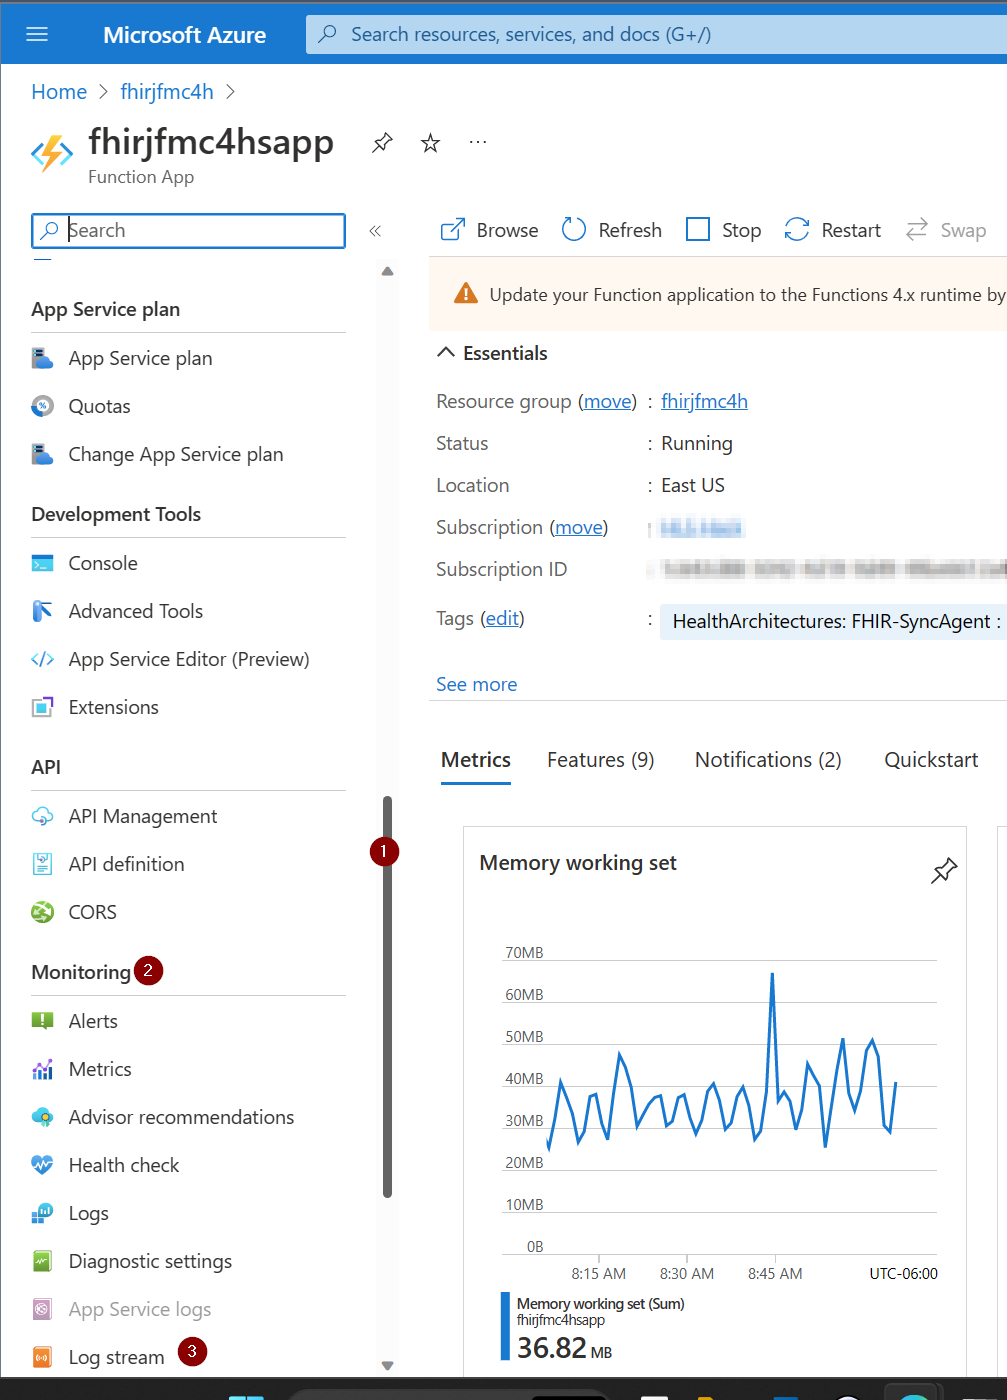 Microsoft Azure
Search resources, services, and docs (G+/)
Home > fhirjfmc4h >
fhirjfmc4hsapp
Function App
Search
App Service plan
App Service plan
Quotas
Change App Service plan
Development Tools
Console
Advanced Tools
App Service Editor (Preview)
Extensions
API
API Management
API definition
CORS
Monitoring 2
Alerts
Metrics
Advisor recommendations
Health check
Logs
Diagnostic settings
App Service logs
Log stream 3
1
Browse Refresh Stop Restart Swap
Update your Function application to the Functions 4.x runtime by
Essentials
Resource group (move) : fhirjfmc4h
Status : Running
Location : East US
Subscription (move) :
Subscription ID
Tags (edit) : HealthArchitectures: FHIR-SyncAgent :
See more
Metrics Features (9) Notifications (2) Quickstart
Memory working set
70MB
60MB
50MB
40MB
30MB
20MB
10MB
0B
8:15 AM 8:30 AM 8:45 AM UTC-06:00
Memory working set (Sum)
fhirjfmc4hsapp
36.82 MB